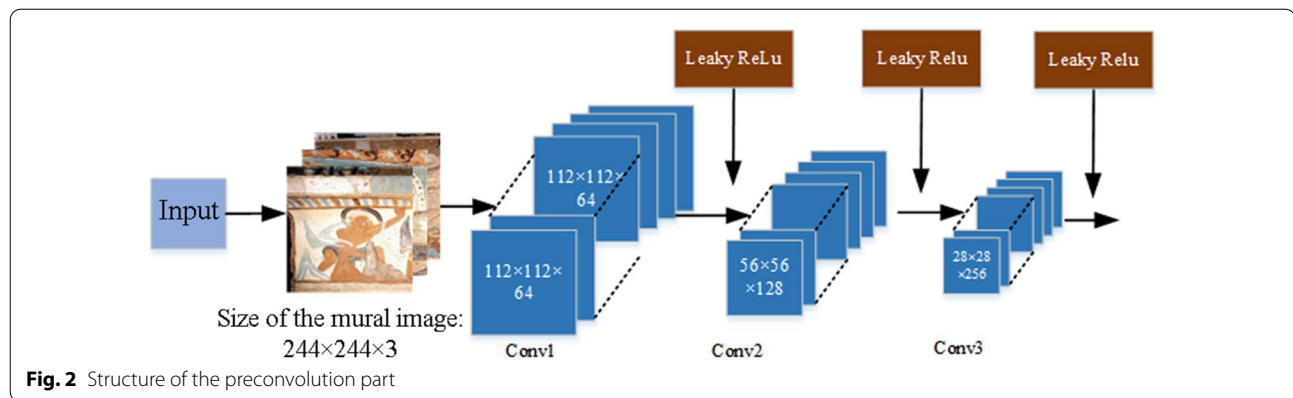 Leaky ReLu
Leaky Relu
Leaky Relu
Input
112×112×
64
112×112×
64
56×56
×128
28×28
×256
Size of the mural image:
244×244×3
Conv1
Conv2
Conv3
Fig. 2 Structure of the preconvolution part